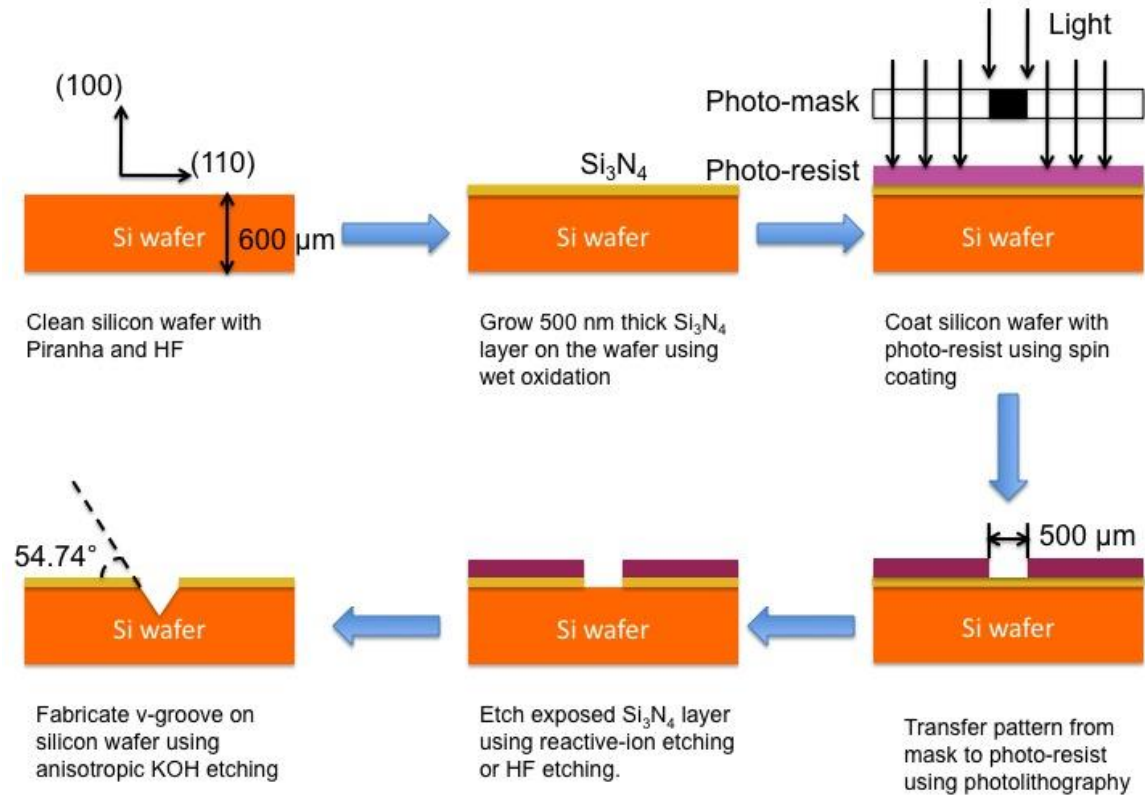 (100)
(110)
Si wafer
600 µm
Clean silicon wafer with
Piranha and HF
Si₃N₄
Si wafer
Grow 500 nm thick Si₃N₄
layer on the wafer using
wet oxidation
Light
Photo-mask
Photo-resist
Si wafer
Coat silicon wafer with
photo-resist using spin
coating
54.74°
Si wafer
Fabricate v-groove on
silicon wafer using
anisotropic KOH etching
Si wafer
Etch exposed Si₃N₄ layer
using reactive-ion etching
or HF etching.
500 µm
Si wafer
Transfer pattern from
mask to photo-resist
using photolithography